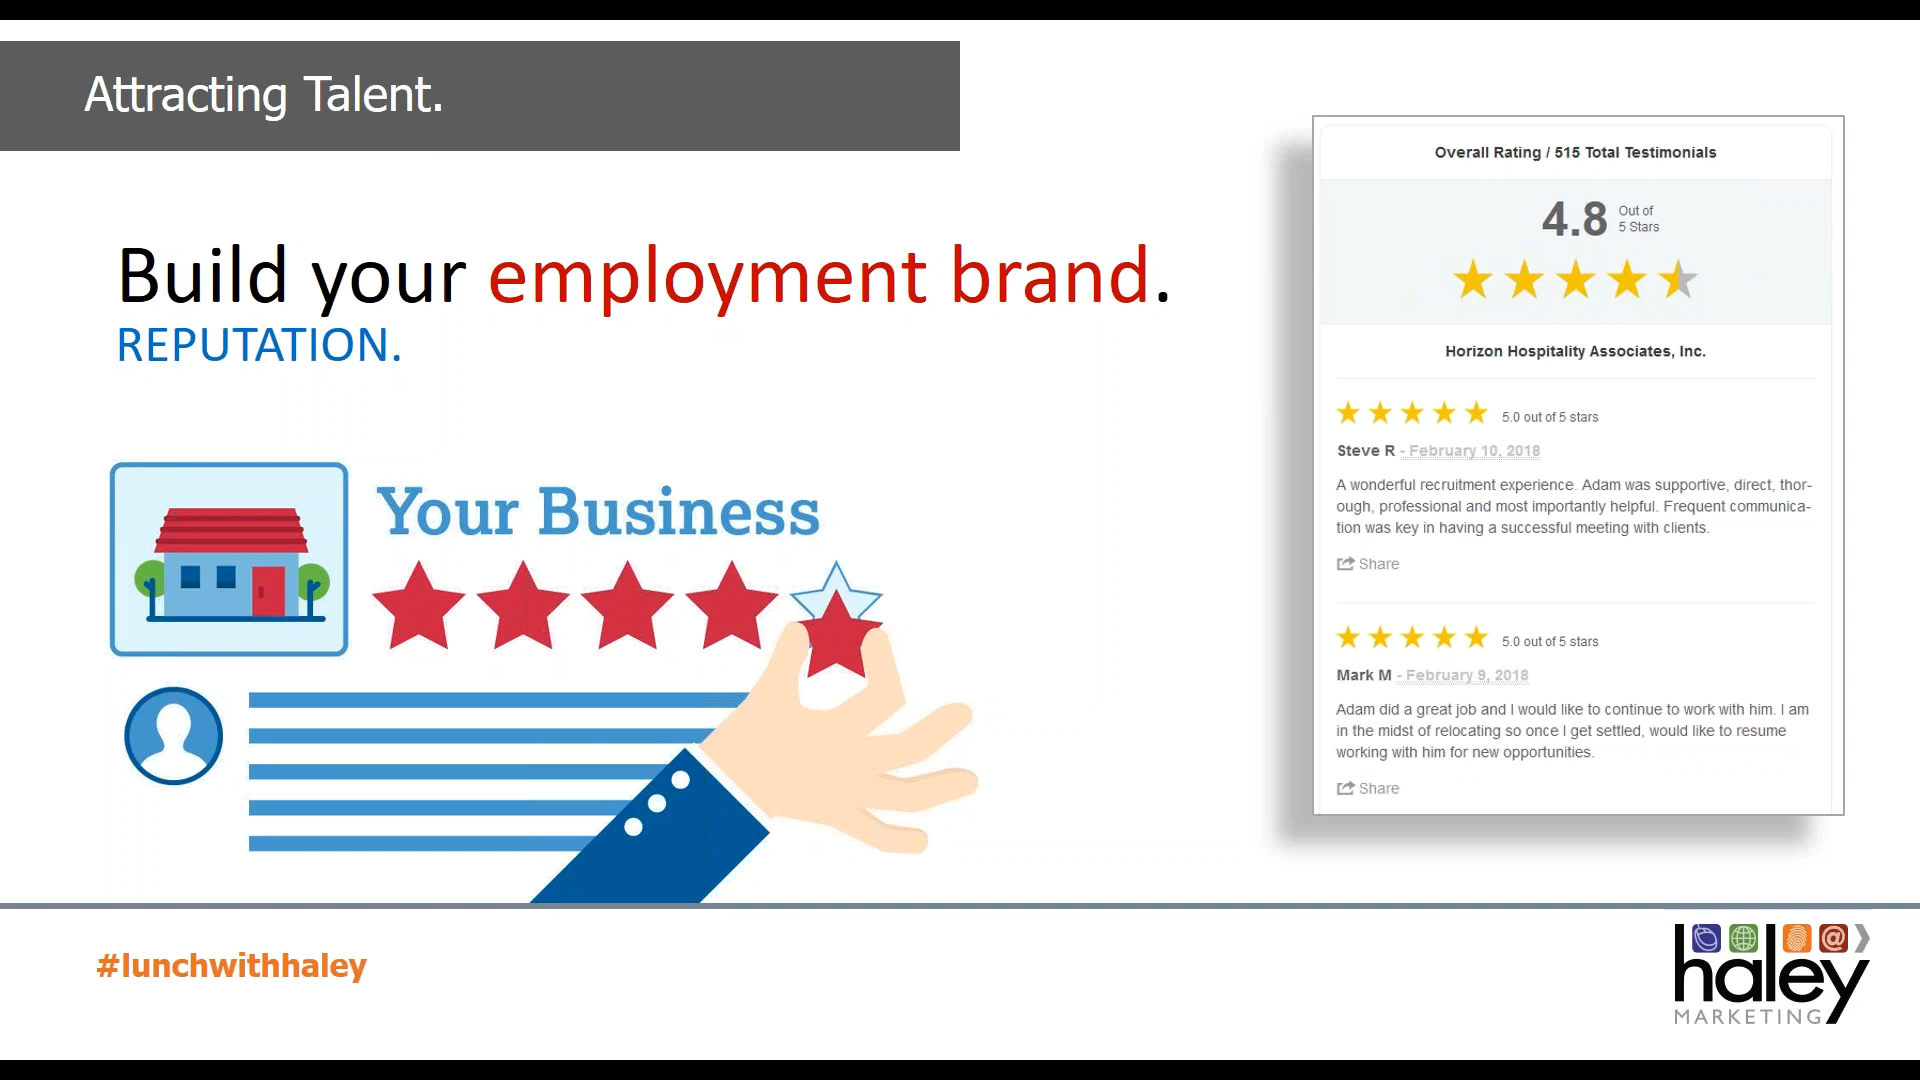 Attracting Talent.
Build your employment brand.
REPUTATION.
Your Business
Overall Rating / 515 Total Testimonials
4.8 Out of
5 Stars
Horizon Hospitality Associates, Inc.
5.0 out of 5 stars
Steve R - February 10, 2018
A wonderful recruitment experience. Adam was supportive, direct, thor-
ough, professional and most importantly helpful. Frequent communica-
tion was key in having a successful meeting with clients.
Share
5.0 out of 5 stars
Mark M - February 9, 2018
Adam did a great job and I would like to continue to work with him. I am
in the midst of relocating so once I get settled, would like to resume
working with him for new opportunities.
Share
#lunchwithhaley
@
haley
MARKETING